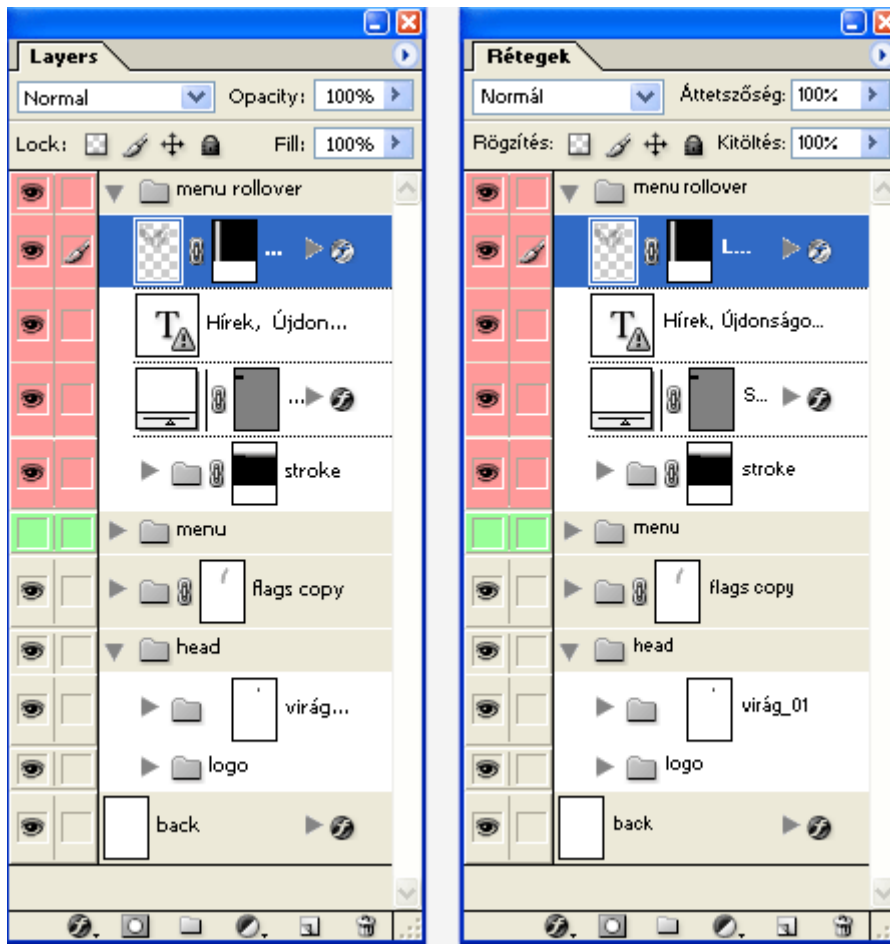 Layers
Normal Opacity: 100%
Lock: Fill: 100%
menu rollover
...
T Hírek, Újdon...
...
stroke
menu
flags copy
head
virág...
logo
back
Rétegek
Normál Áttetszőség: 100%
Rögzítés: Kitöltés: 100%
menu rollover
L...
T Hírek, Újdonságo...
S...
stroke
menu
flags copy
head
virág_01
logo
back